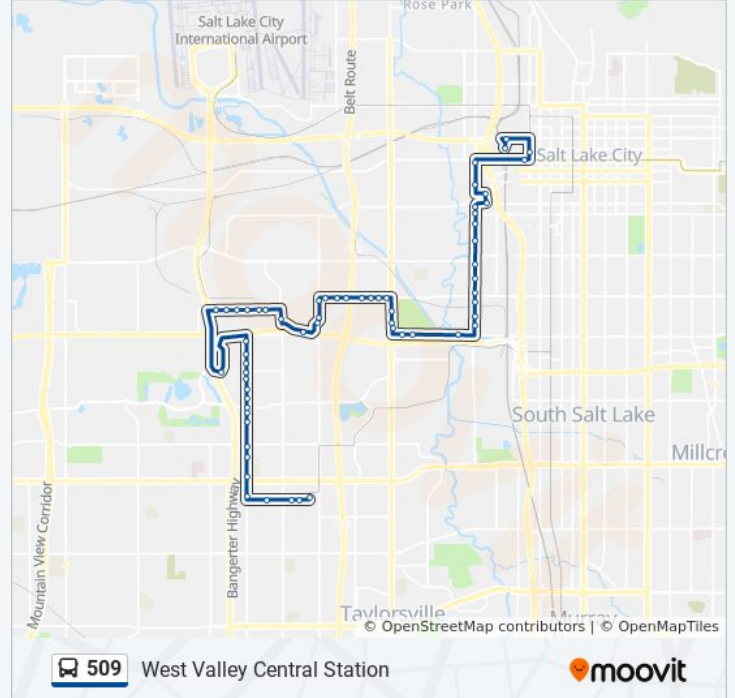 Rose Park
Salt Lake City
International Airport
Belt Route
Salt Lake City
South Salt Lake
Millcre
Mountain View Corridor
Bangerter Highway
Taylorsville
Murray
© OpenStreetMap contributors | © OpenMapTiles
509 West Valley Central Station
moovit